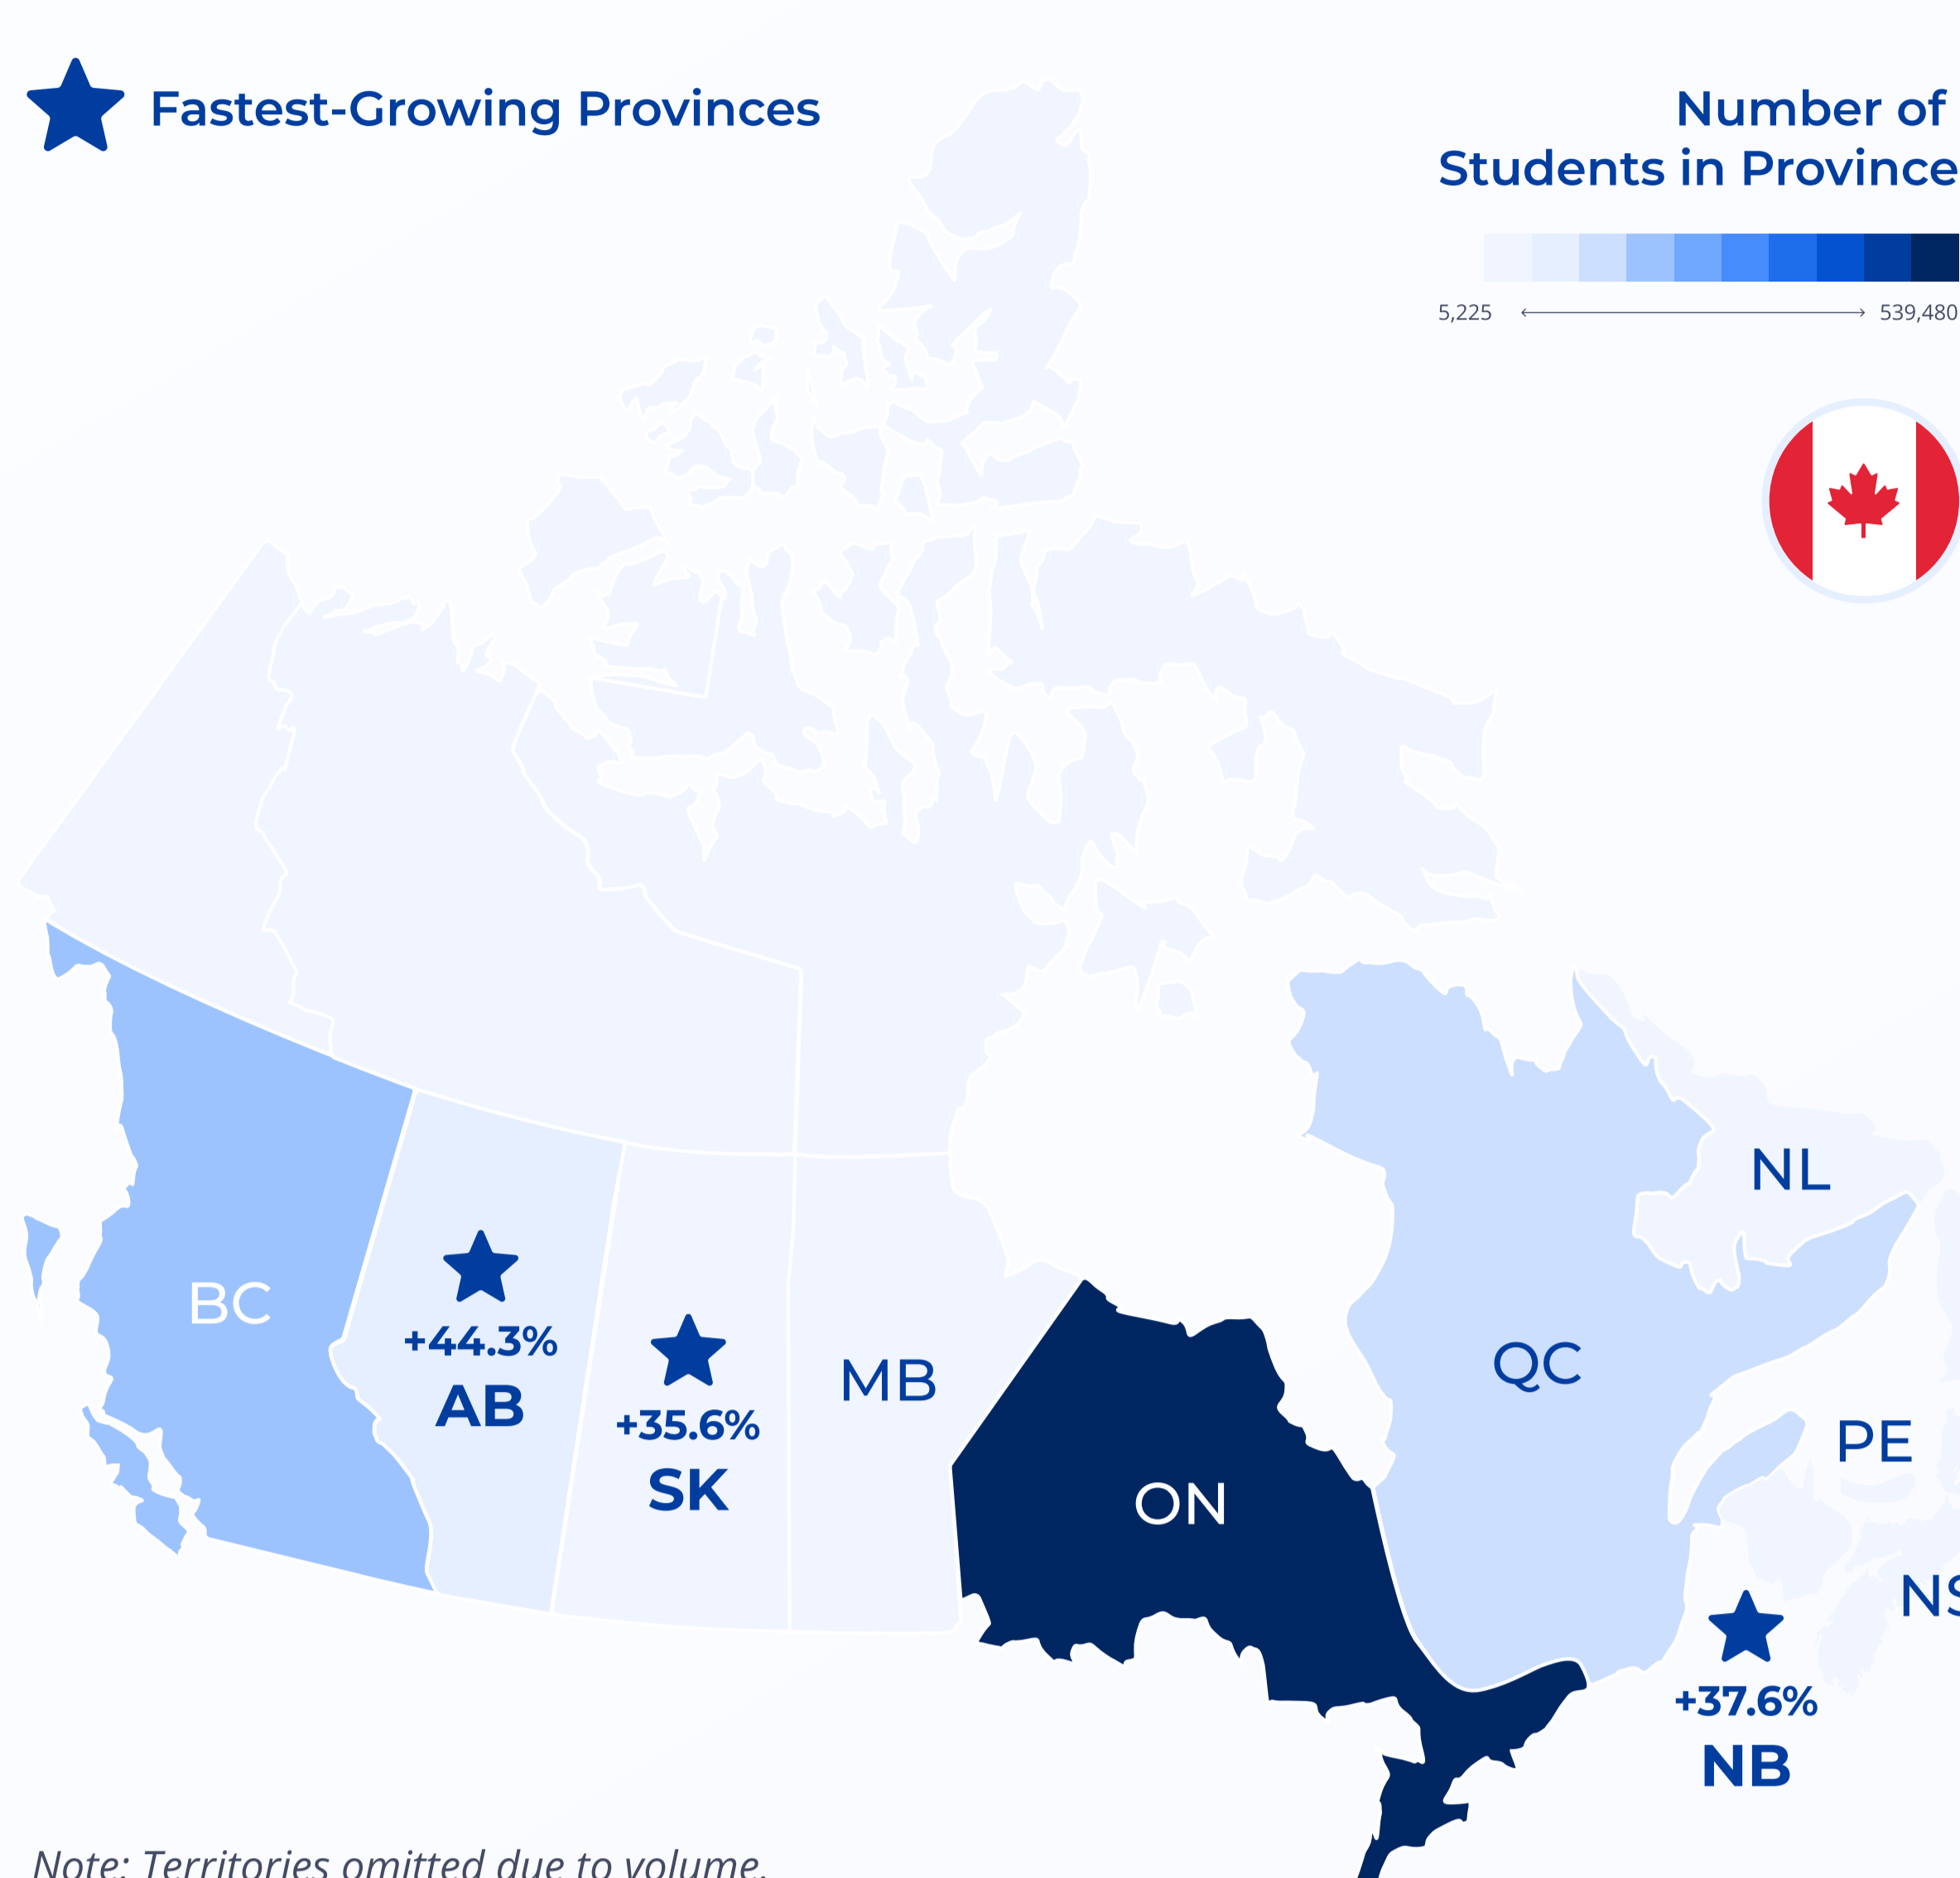 Fastest-Growing Provinces
Number of
Students in Province
5,225
539,480
NL
BC
+44.3%
AB
+35.6%
SK
MB
ON
QC
PE
NS
+37.6%
NB
Note: Territories omitted due to volume.